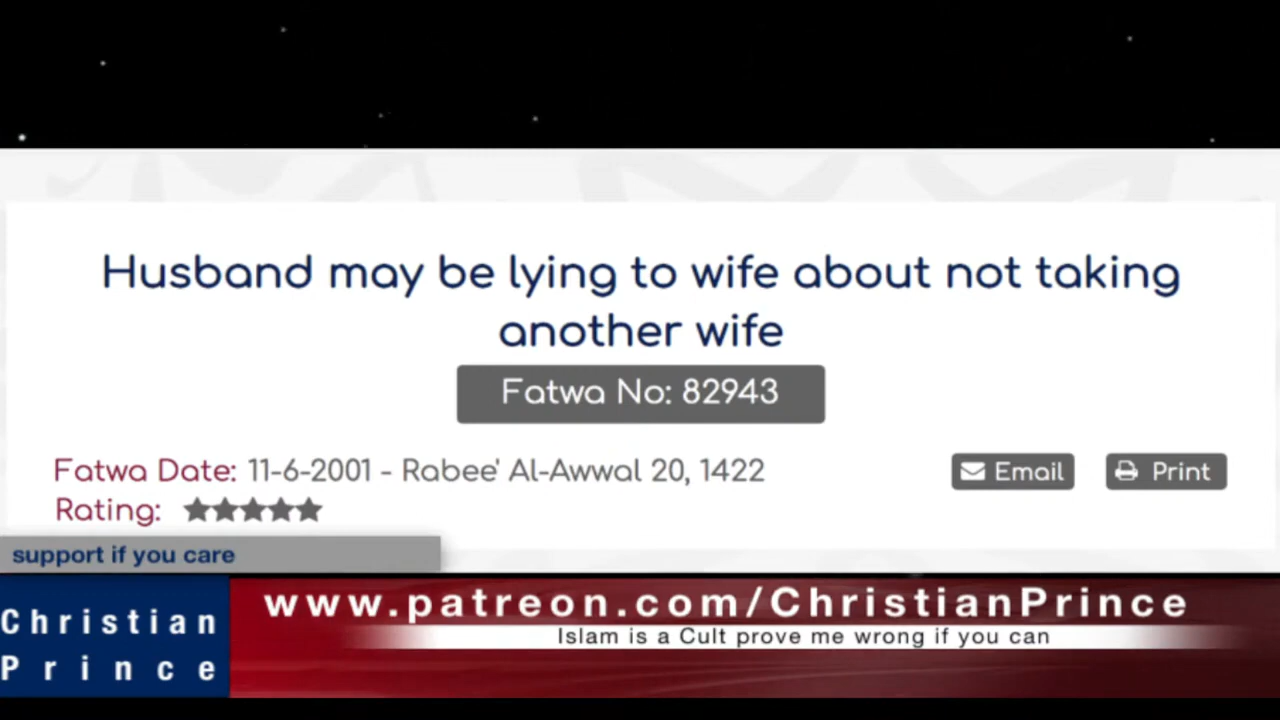 Husband may be lying to wife about not taking
another wife
Fatwa No: 82943
Fatwa Date: 11-6-2001 - Rabee' Al-Awwal 20, 1422
Email
Print
Rating:
support if you care
Christian
Prince
www.patreon.com/ChristianPrince
Islam is a Cult prove me wrong if you can